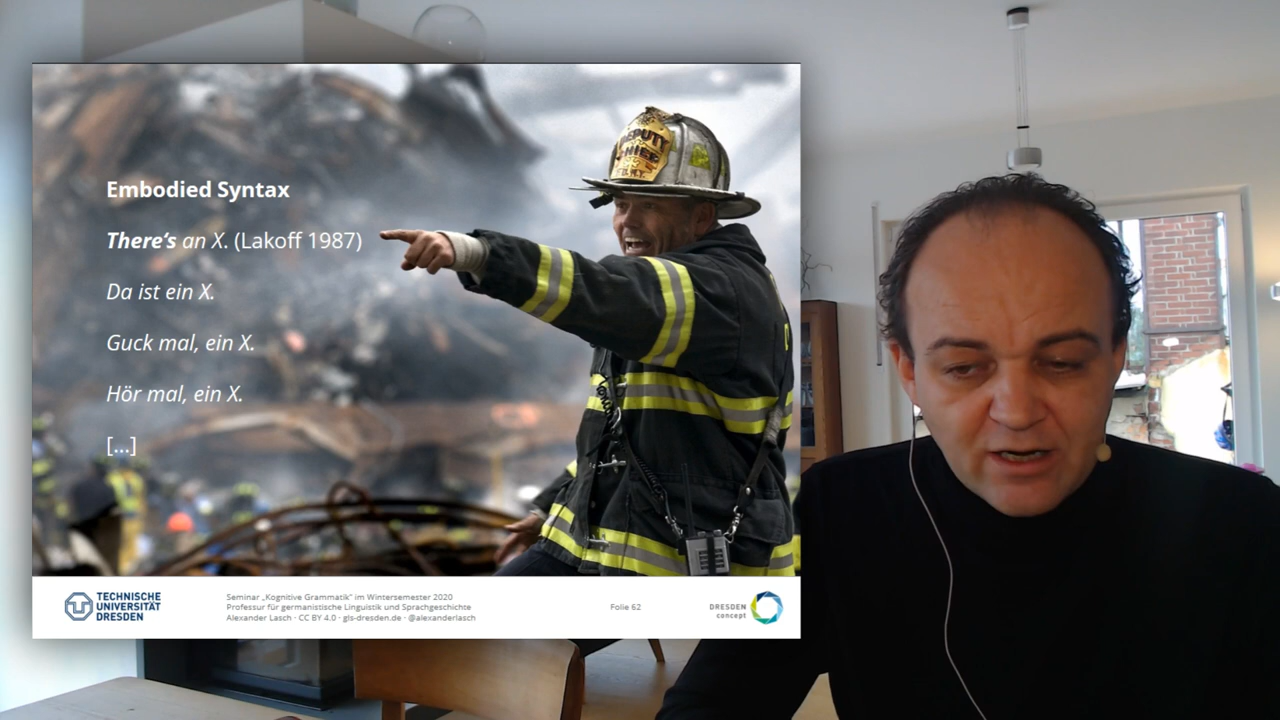 DEPUTY
CHIEF
F.D.N.Y.
Embodied Syntax
There's an X. (Lakoff 1987)
Da ist ein X.
Guck mal, ein X.
Hör mal, ein X.
[...]
TECHNISCHE
UNIVERSITÄT
DRESDEN
Seminar „Kognitive Grammatik“ im Wintersemester 2020
Professur für germanistische Linguistik und Sprachgeschichte
Alexander Lasch · CC BY 4.0 · gls-dresden.de · @alexanderlasch
Folie 62
DRESDEN
concept